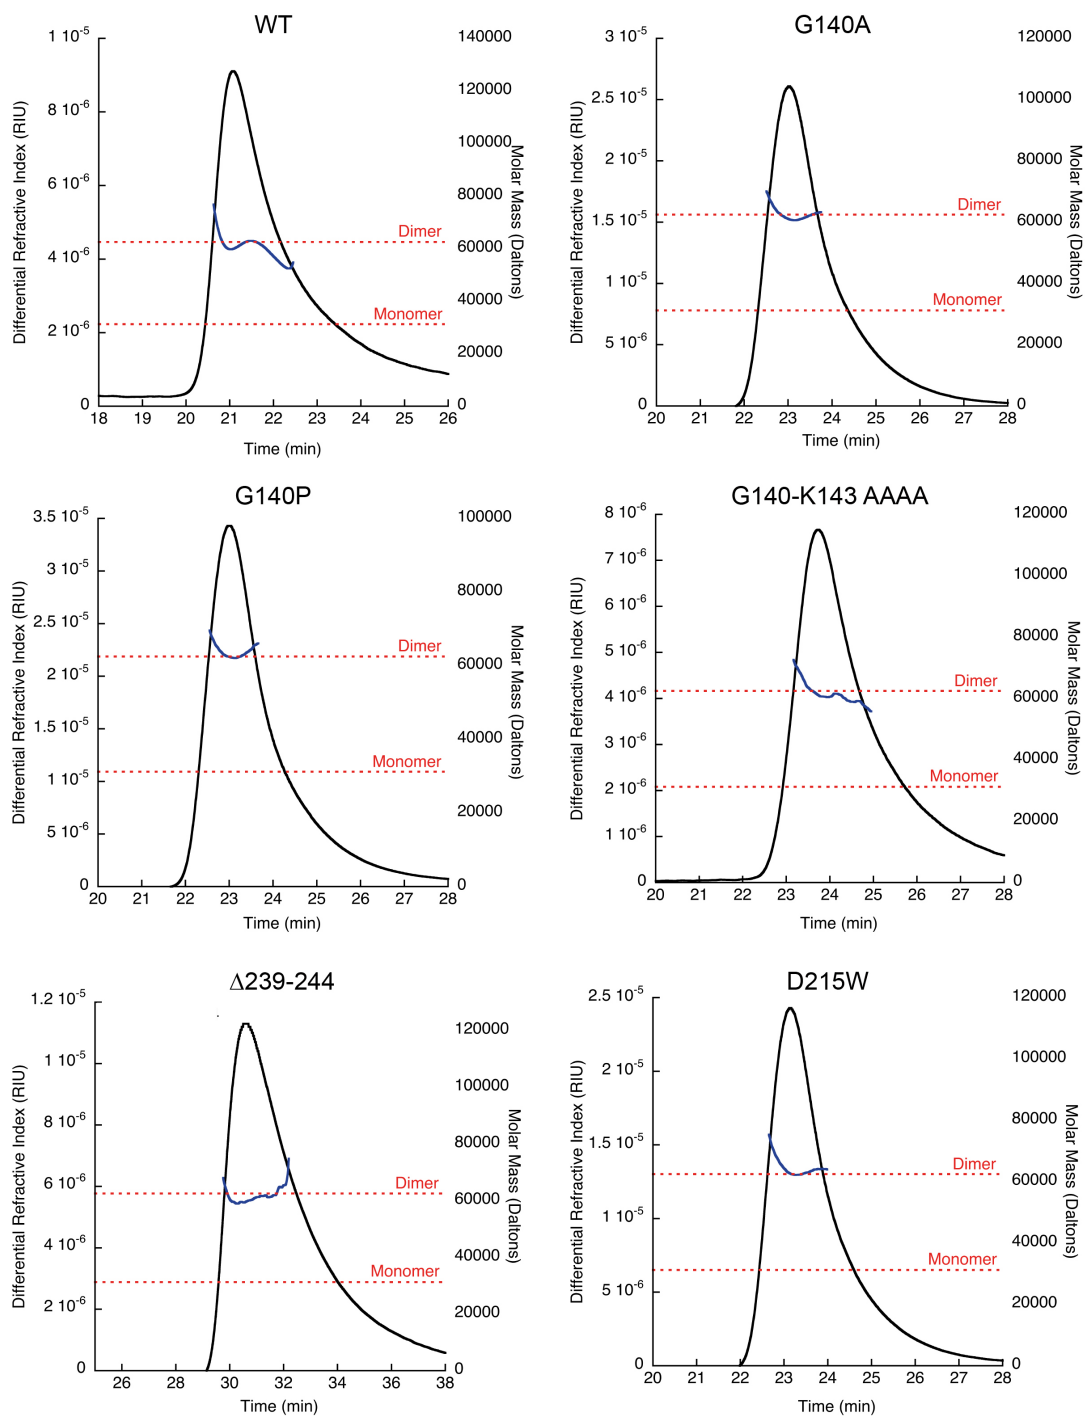 WT
Differential Refractive Index (RIU)
1 10-5
8 10-6
6 10-6
4 10-6
2 10-6
0
140000
120000
100000
80000
60000
40000
20000
0
Molar Mass (Daltons)
Dimer
Monomer
18 19 20 21 22 23 24 25 26
Time (min)
G140A
Differential Refractive Index (RIU)
3 10-5
2.5 10-5
2 10-5
1.5 10-5
1 10-5
5 10-6
0
120000
100000
80000
60000
40000
20000
0
Molar Mass (Daltons)
Dimer
Monomer
20 21 22 23 24 25 26 27 28
Time (min)
G140P
Differential Refractive Index (RIU)
3.5 10-5
3 10-5
2.5 10-5
2 10-5
1.5 10-5
1 10-5
5 10-6
0
100000
80000
60000
40000
20000
0
Molar Mass (Daltons)
Dimer
Monomer
20 21 22 23 24 25 26 27 28
Time (min)
G140-K143 AAAA
Differential Refractive Index (RIU)
8 10-6
7 10-6
6 10-6
5 10-6
4 10-6
3 10-6
2 10-6
1 10-6
0
120000
100000
80000
60000
40000
20000
0
Molar Mass (Daltons)
Dimer
Monomer
20 21 22 23 24 25 26 27 28
Time (min)
Δ239-244
Differential Refractive Index (RIU)
1.2 10-5
1 10-5
8 10-6
6 10-6
4 10-6
2 10-6
0
120000
100000
80000
60000
40000
20000
0
Molar Mass (Daltons)
Dimer
Monomer
26 28 30 32 34 36 38
Time (min)
D215W
Differential Refractive Index (RIU)
2.5 10-5
2 10-5
1.5 10-5
1 10-5
5 10-6
0
120000
100000
80000
60000
40000
20000
0
Molar Mass (Daltons)
Dimer
Monomer
20 21 22 23 24 25 26 27 28
Time (min)